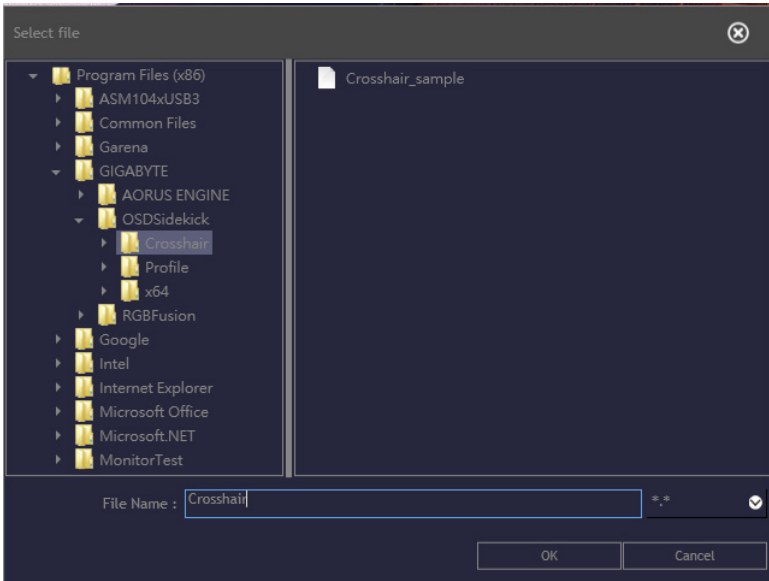 Select file
Program Files (x86)
ASM104xUSB3
Common Files
Garena
GIGABYTE
AORUS ENGINE
OSDSidekick
Crosshair
Profile
x64
RGBFusion
Google
Intel
Internet Explorer
Microsoft Office
Microsoft.NET
MonitorTest
Crosshair_sample
File Name : Crosshair *.*
OK Cancel